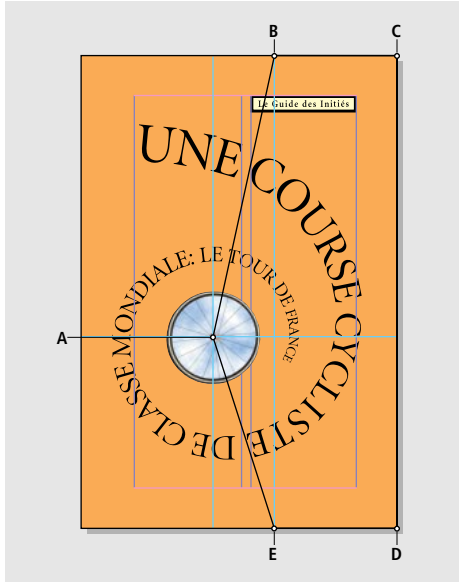 B
C
Le Guide des Initiés
UNE COURSE CYCLISTE DE CLASSE MONDIALE: LE TOUR DE FRANCE
A
E
D